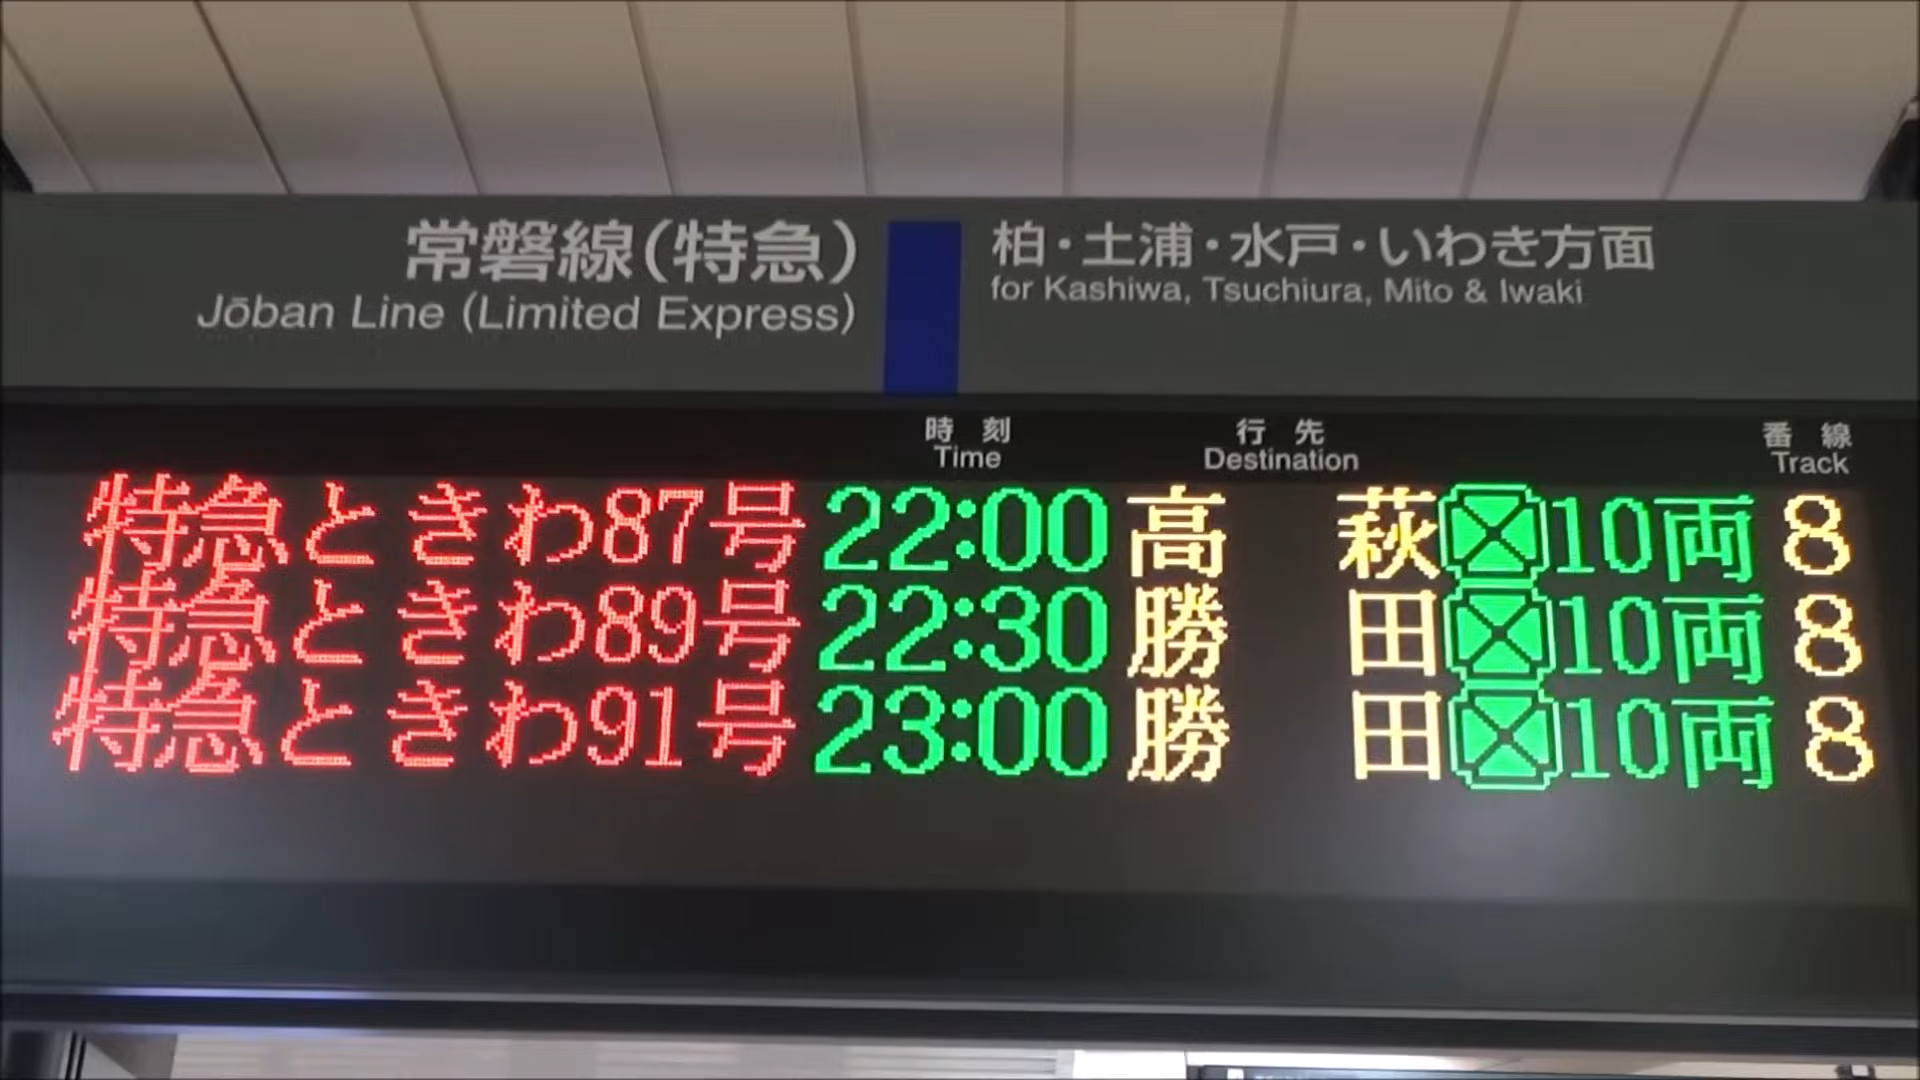 常磐線(特急) 柏・土浦・水戸・いわき方面
Jōban Line (Limited Express) for Kashiwa, Tsuchiura, Mito & Iwaki
時刻 行先 番線
Time Destination Track
特急ときわ87号 22:00 高萩 10両 8
特急ときわ89号 22:30 勝田 10両 8
特急ときわ91号 23:00 勝田 10両 8